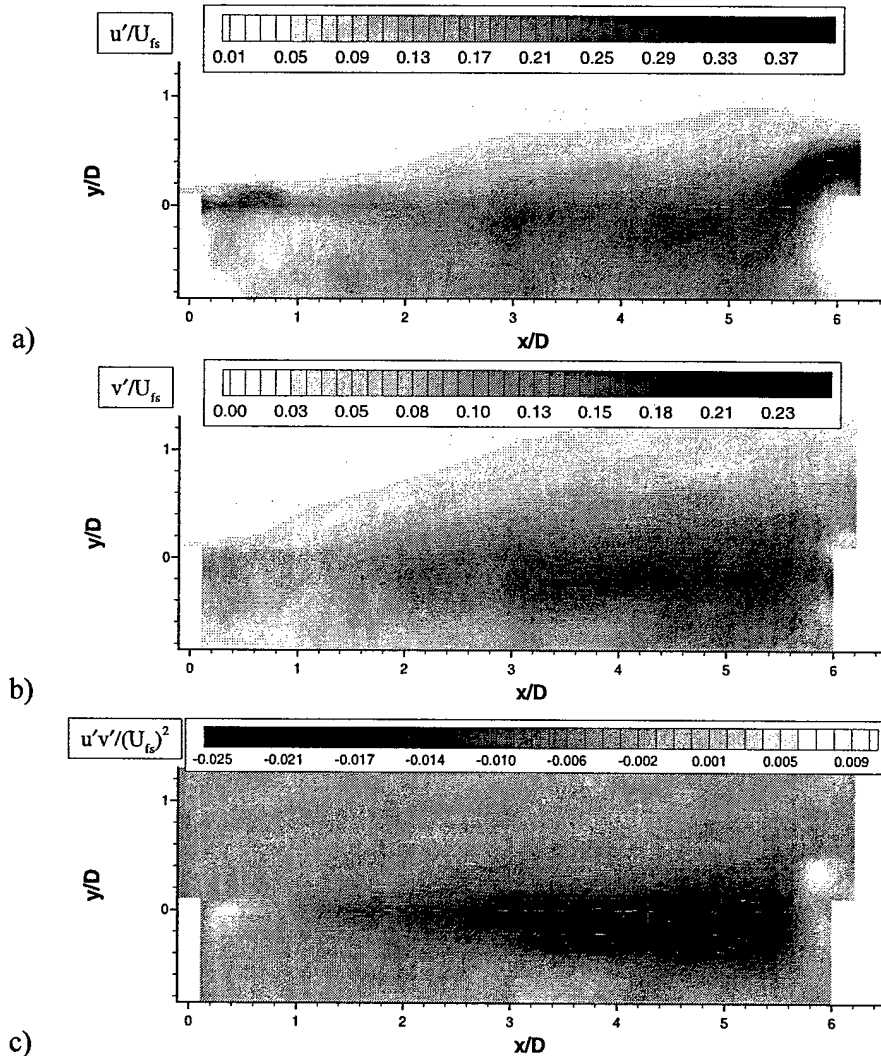 u'/U_fs
0.01 0.05 0.09 0.13 0.17 0.21 0.25 0.29 0.33 0.37
1
0
y/D
0 1 2 3 4 5 6
x/D
a)
v'/U_fs
0.00 0.03 0.05 0.08 0.10 0.13 0.15 0.18 0.21 0.23
1
0
y/D
0 1 2 3 4 5 6
x/D
b)
u'v'/(U_fs)^2
-0.025 -0.021 -0.017 -0.014 -0.010 -0.006 -0.002 0.001 0.005 0.009
1
0
y/D
0 1 2 3 4 5 6
x/D
c)